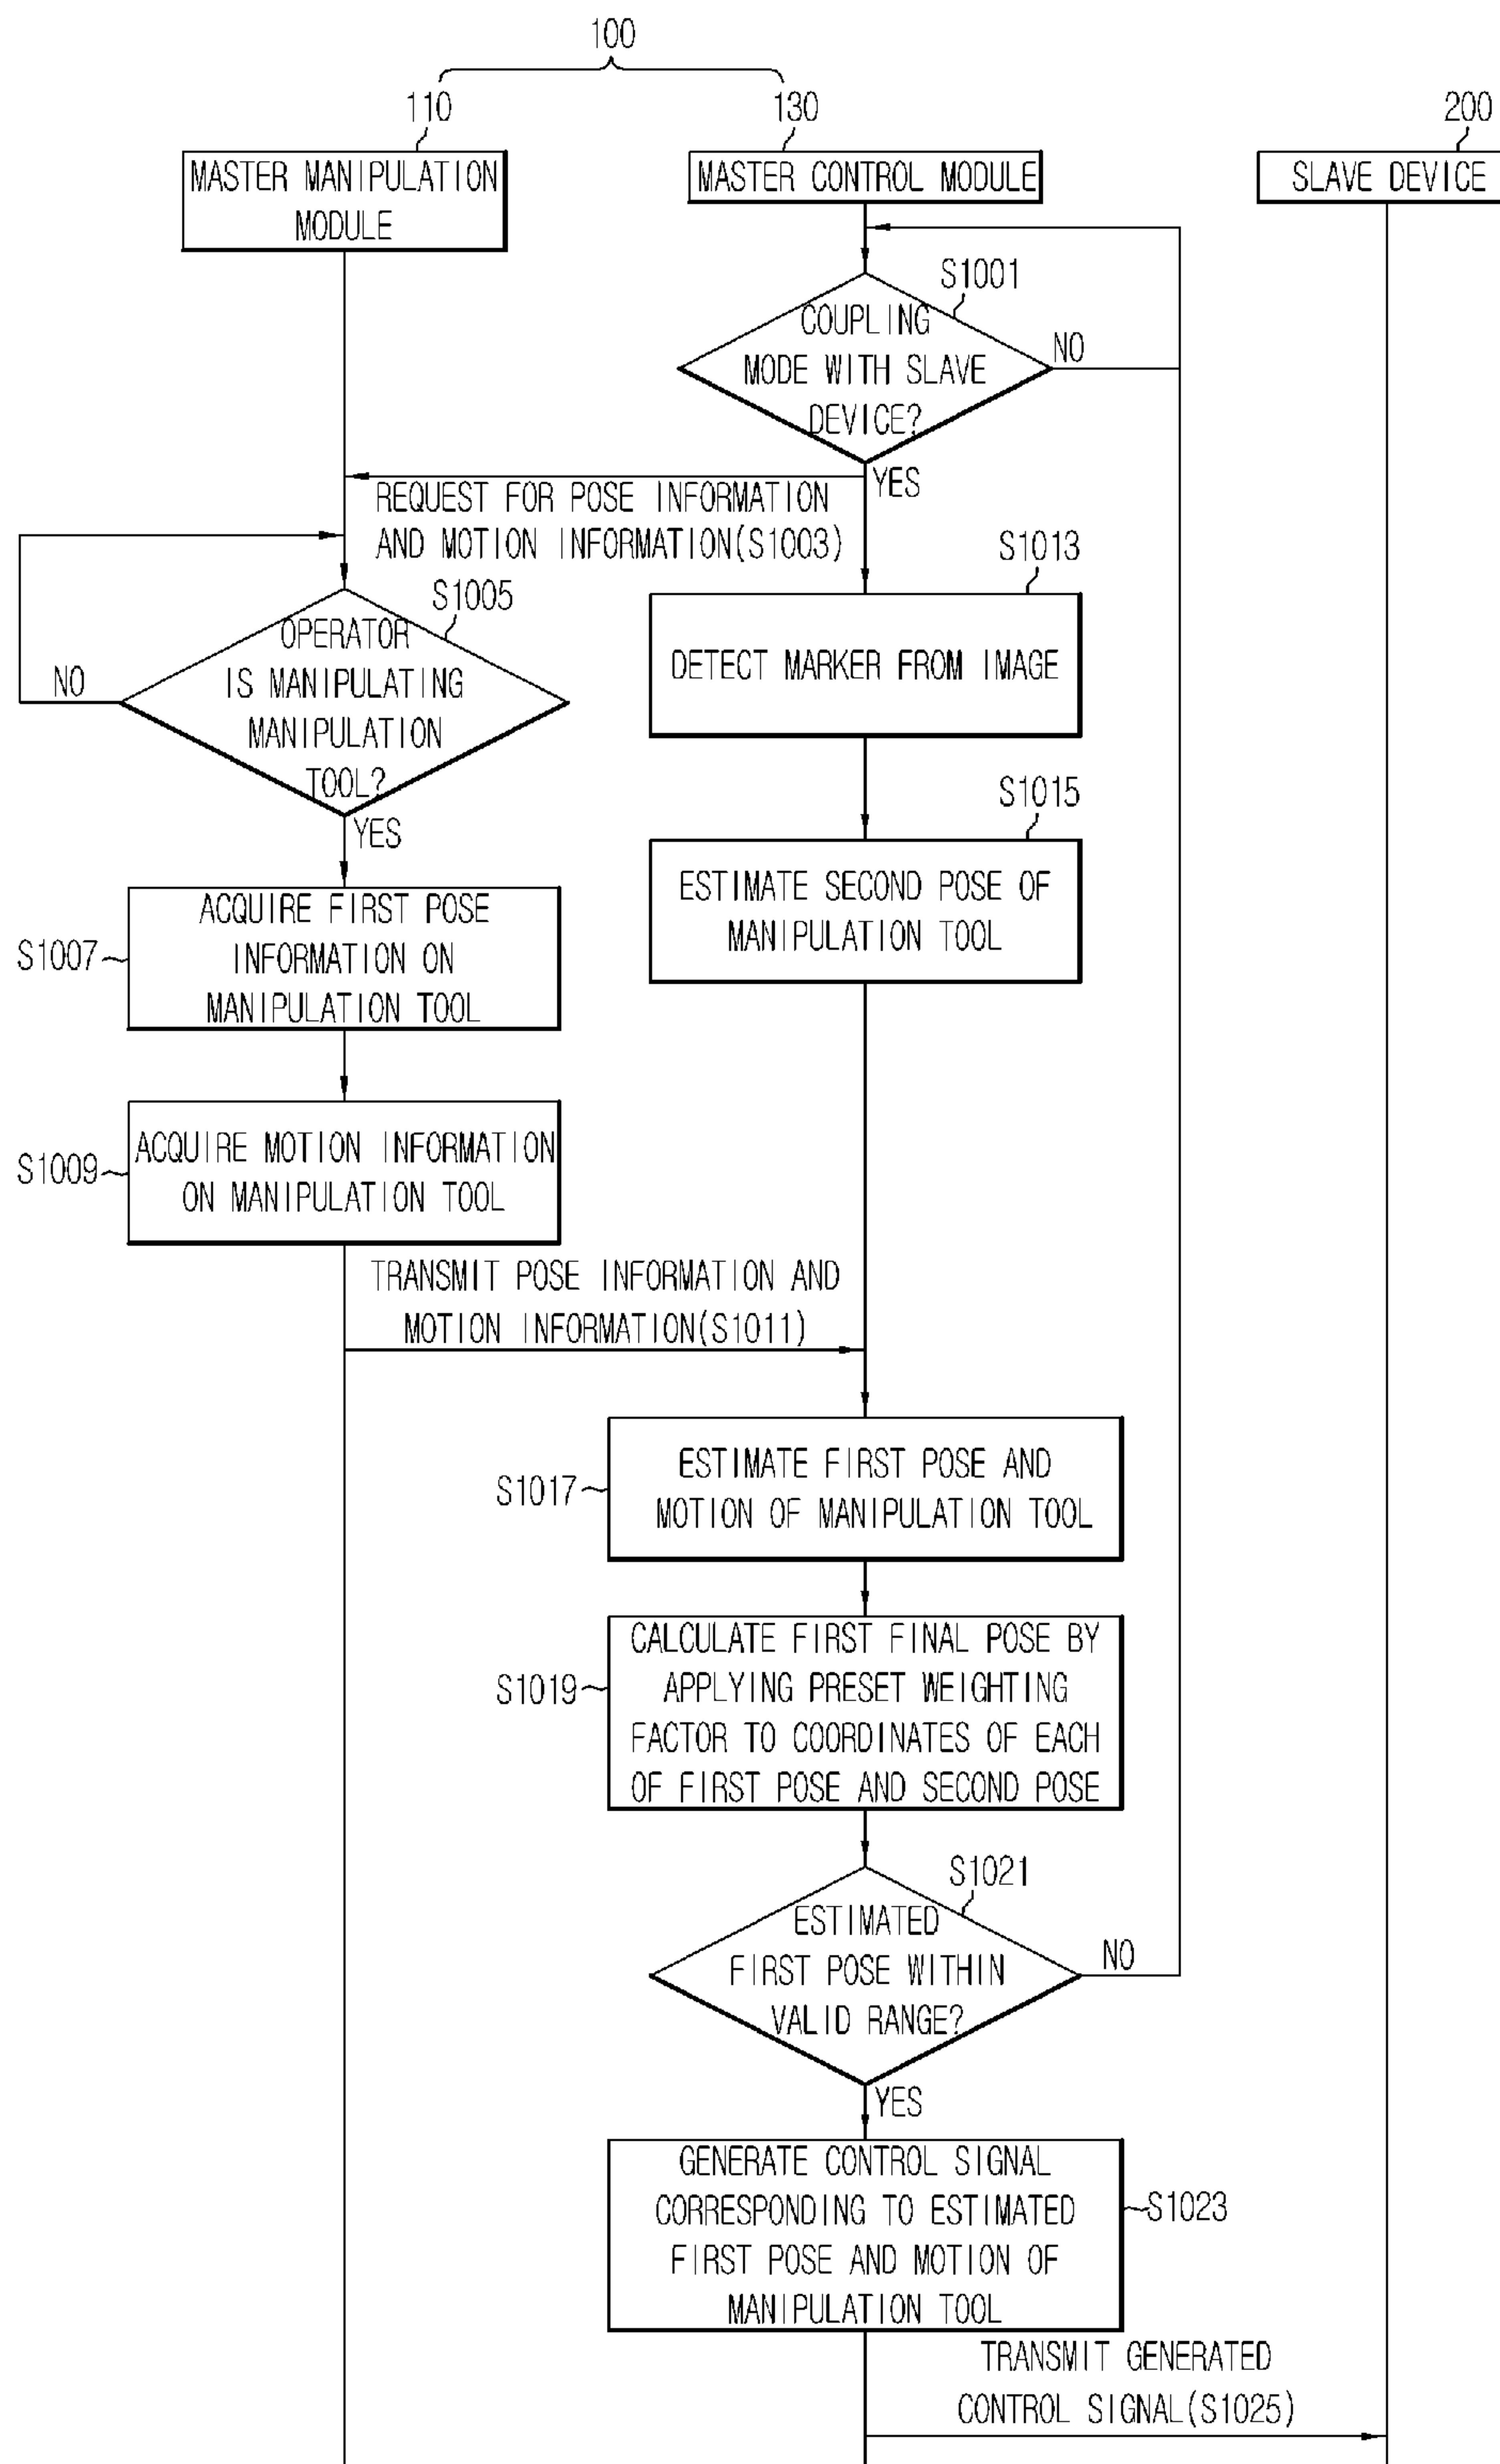 100
110
130
200
MASTER MANIPULATION
MODULE
MASTER CONTROL MODULE
SLAVE DEVICE
S1001
COUPLING
MODE WITH SLAVE
DEVICE?
NO
YES
REQUEST FOR POSE INFORMATION
AND MOTION INFORMATION(S1003)
S1005
OPERATOR
IS MANIPULATING
MANIPULATION
TOOL?
NO
YES
S1013
DETECT MARKER FROM IMAGE
S1015
ESTIMATE SECOND POSE OF
MANIPULATION TOOL
S1007
ACQUIRE FIRST POSE
INFORMATION ON
MANIPULATION TOOL
S1009
ACQUIRE MOTION INFORMATION
ON MANIPULATION TOOL
TRANSMIT POSE INFORMATION AND
MOTION INFORMATION(S1011)
S1017
ESTIMATE FIRST POSE AND
MOTION OF MANIPULATION TOOL
S1019
CALCULATE FIRST FINAL POSE BY
APPLYING PRESET WEIGHTING
FACTOR TO COORDINATES OF EACH
OF FIRST POSE AND SECOND POSE
S1021
ESTIMATED
FIRST POSE WITHIN
VALID RANGE?
NO
YES
GENERATE CONTROL SIGNAL
CORRESPONDING TO ESTIMATED
FIRST POSE AND MOTION OF
MANIPULATION TOOL
S1023
TRANSMIT GENERATED
CONTROL SIGNAL(S1025)